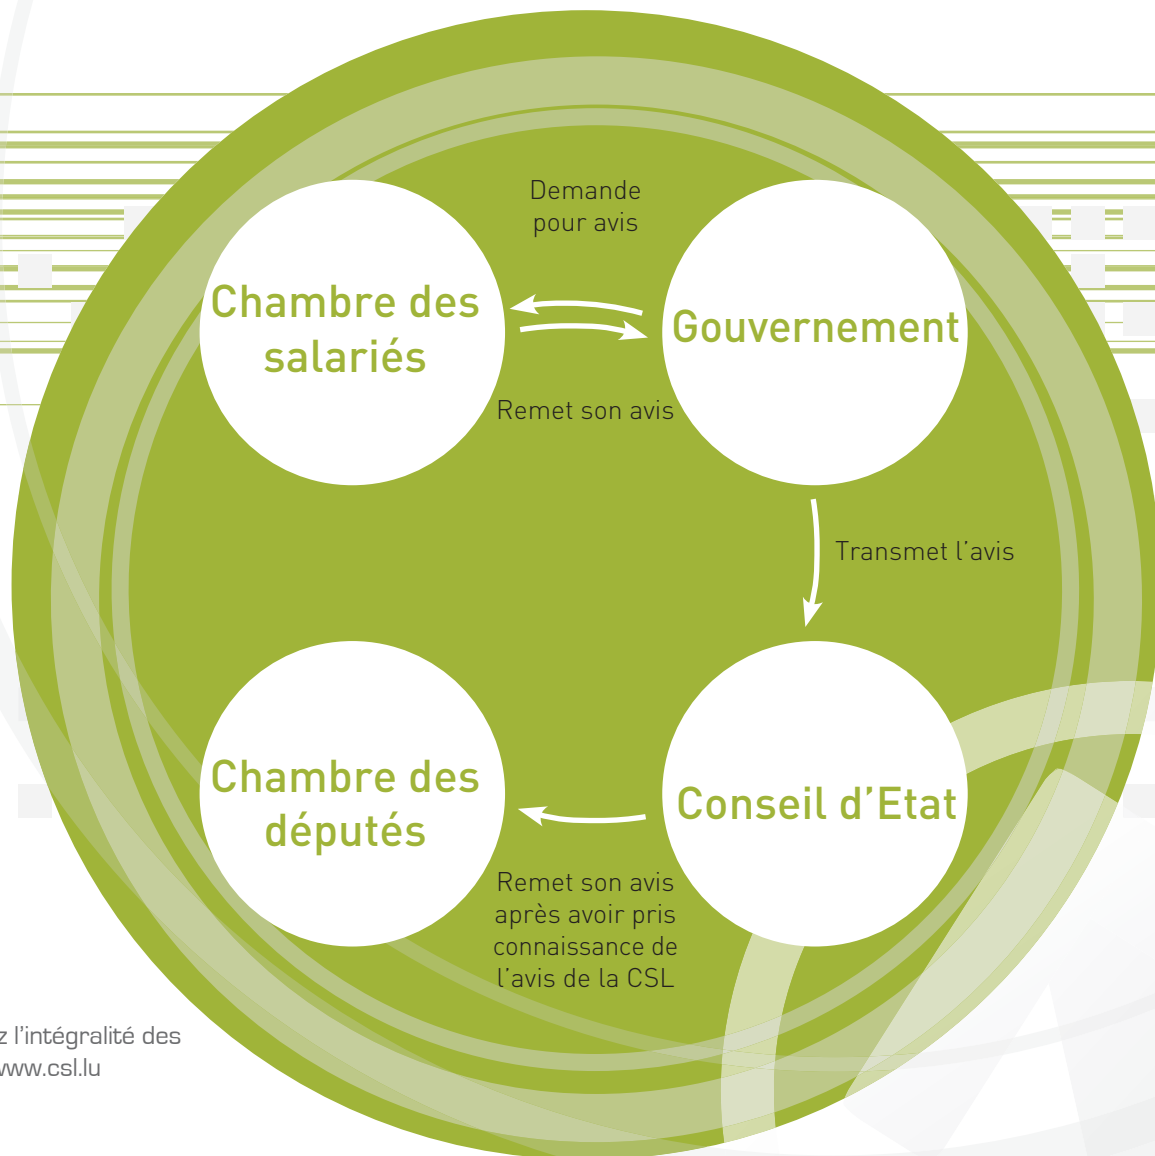 Demande
pour avis
Chambre des
salariés
Gouvernement
Remet son avis
Transmet l’avis
Chambre des
députés
Conseil d’Etat
Remet son avis
après avoir pris
connaissance de
l’avis de la CSL
z l’intégralité des
www.csl.lu